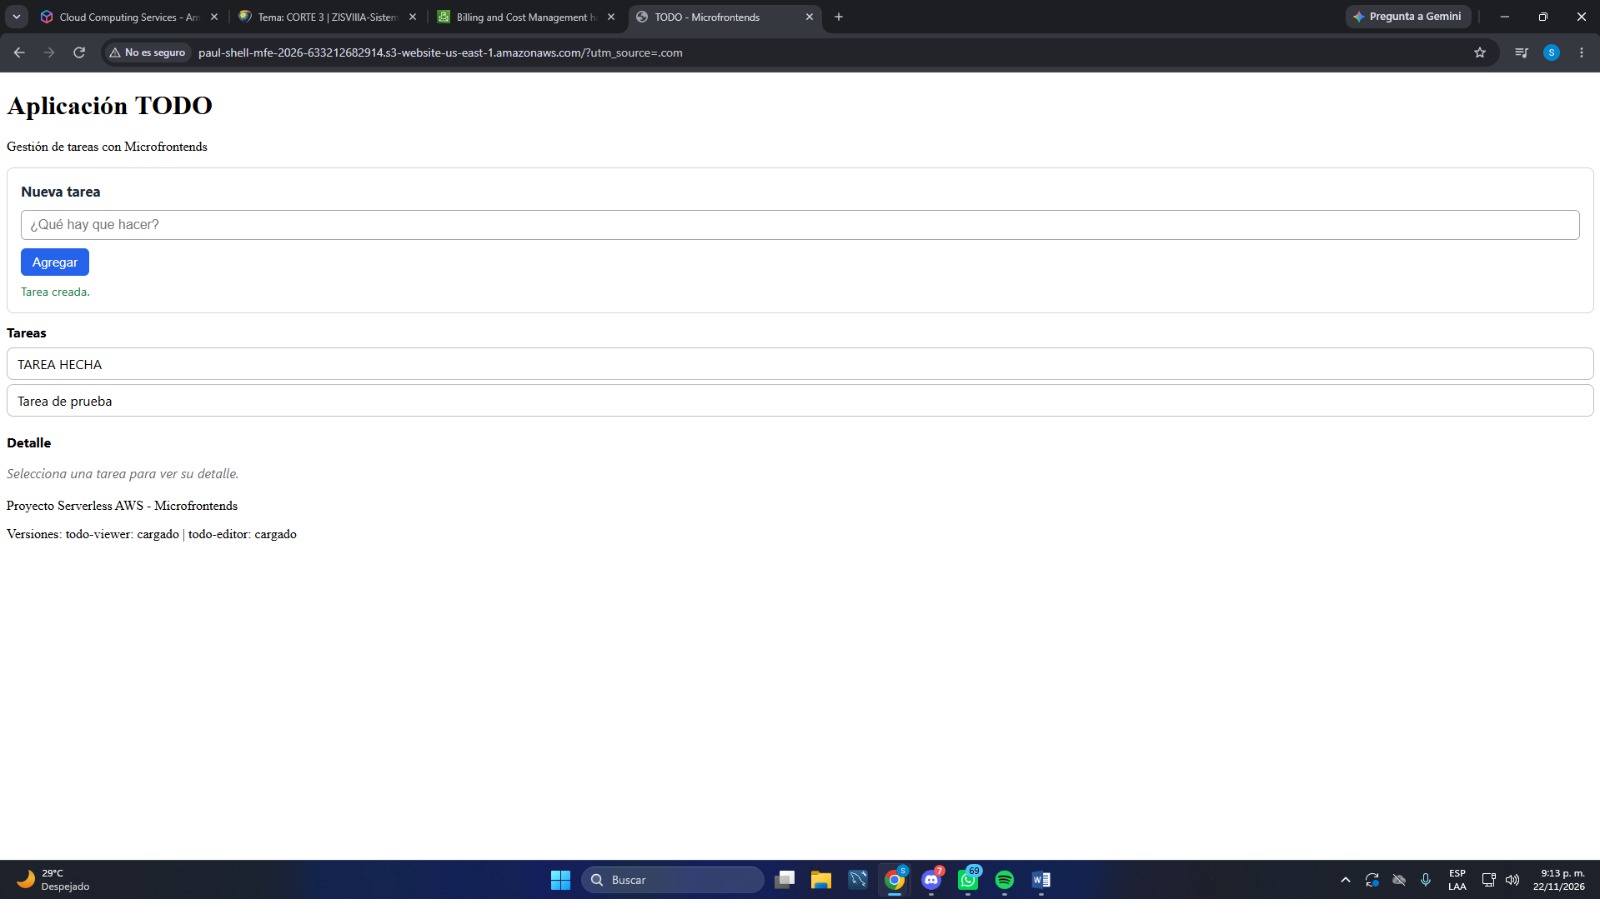 Cloud Computing Services - Am
Tema: CORTE 3 | ZISVIIIA-Sistem
Billing and Cost Management h
TODO - Microfrontends
Pregunta a Gemini
No es seguro
paul-shell-mfe-2026-633212682914.s3-website-us-east-1.amazonaws.com/?utm_source=.com
S
Aplicación TODO
Gestión de tareas con Microfrontends
Nueva tarea
¿Qué hay que hacer?
Agregar
Tarea creada.
Tareas
TAREA HECHA
Tarea de prueba
Detalle
Selecciona una tarea para ver su detalle.
Proyecto Serverless AWS - Microfrontends
Versiones: todo-viewer: cargado | todo-editor: cargado
29°C
Despejado
Buscar
S
7
69
ESP
LAA
9:13 p. m.
22/11/2026